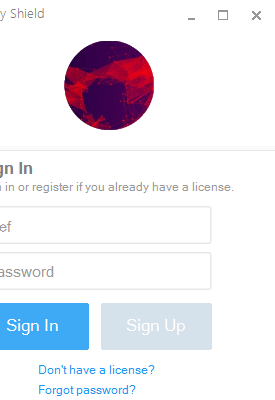 y Shield
gn In
n in or register if you already have a license.
ef
assword
Sign In Sign Up
Don't have a license?
Forgot password?